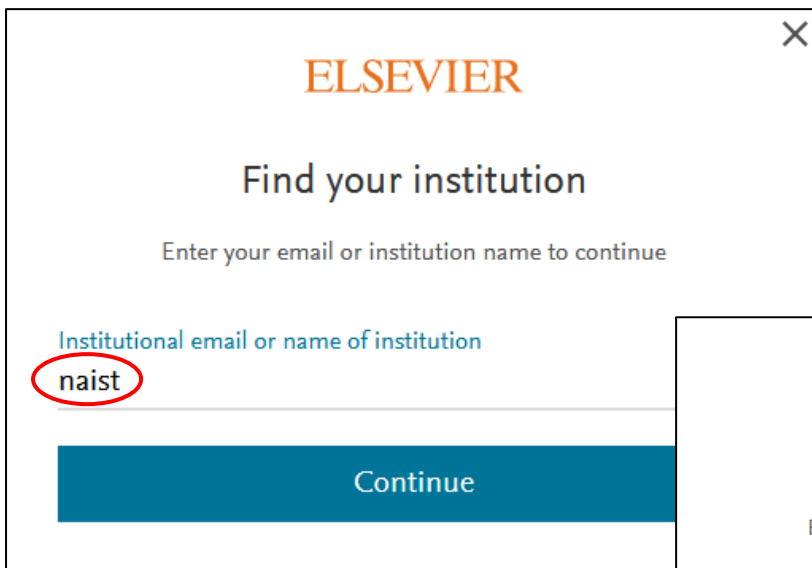 ELSEVIER
Find your institution
Enter your email or institution name to continue
Institutional email or name of institution
naist
Continue